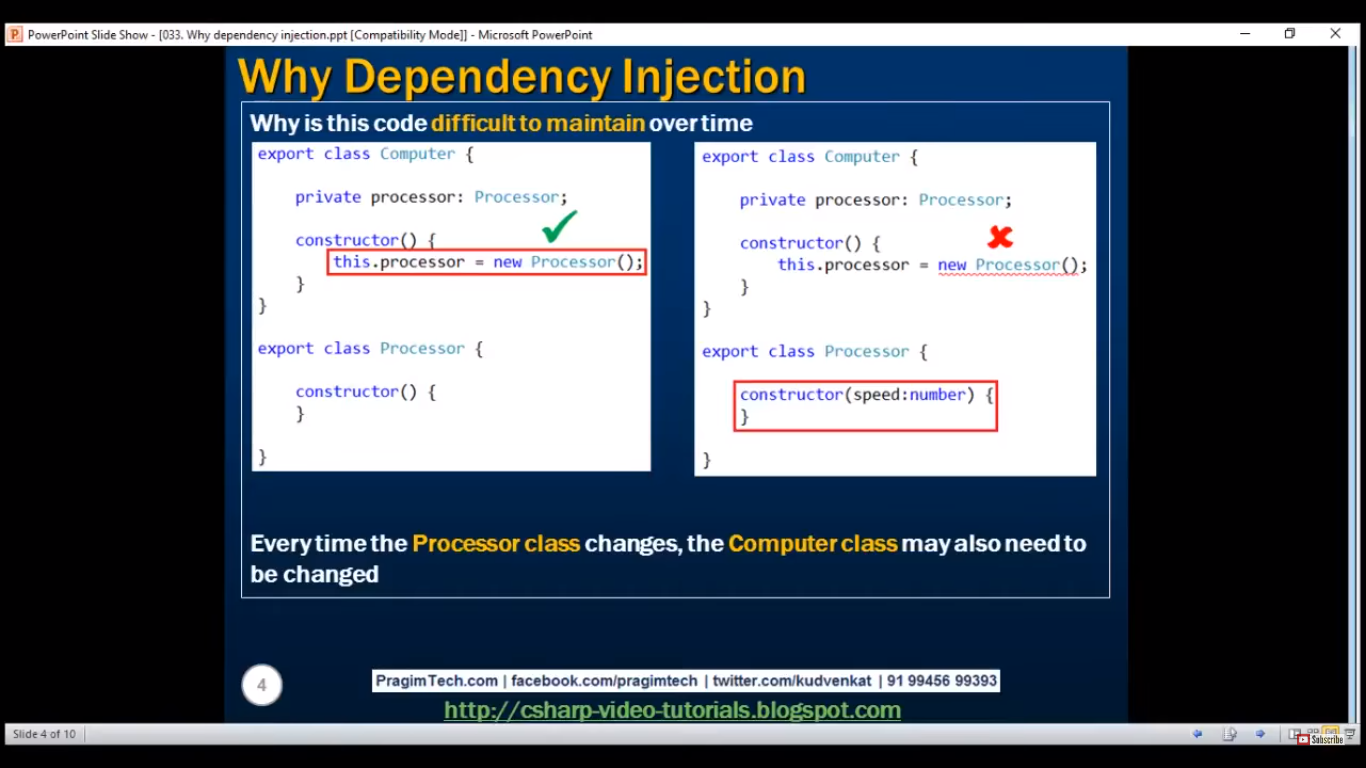 PowerPoint Slide Show - [033. Why dependency injection.ppt [Compatibility Mode]] - Microsoft PowerPoint
Why Dependency Injection
Why is this code difficult to maintain over time
export class Computer {
private processor: Processor;
constructor() {
this.processor = new Processor();
}
}
export class Processor {
constructor() {
}
}
export class Computer {
private processor: Processor;
constructor() {
this.processor = new Processor();
}
}
export class Processor {
constructor(speed:number) {
}
}
Every time the Processor class changes, the Computer class may also need to
be changed
4
PragimTech.com | facebook.com/pragimtech | twitter.com/kudvenkat | 91 99456 99393
http://csharp-video-tutorials.blogspot.com
Slide 4 of 10
Subscribe